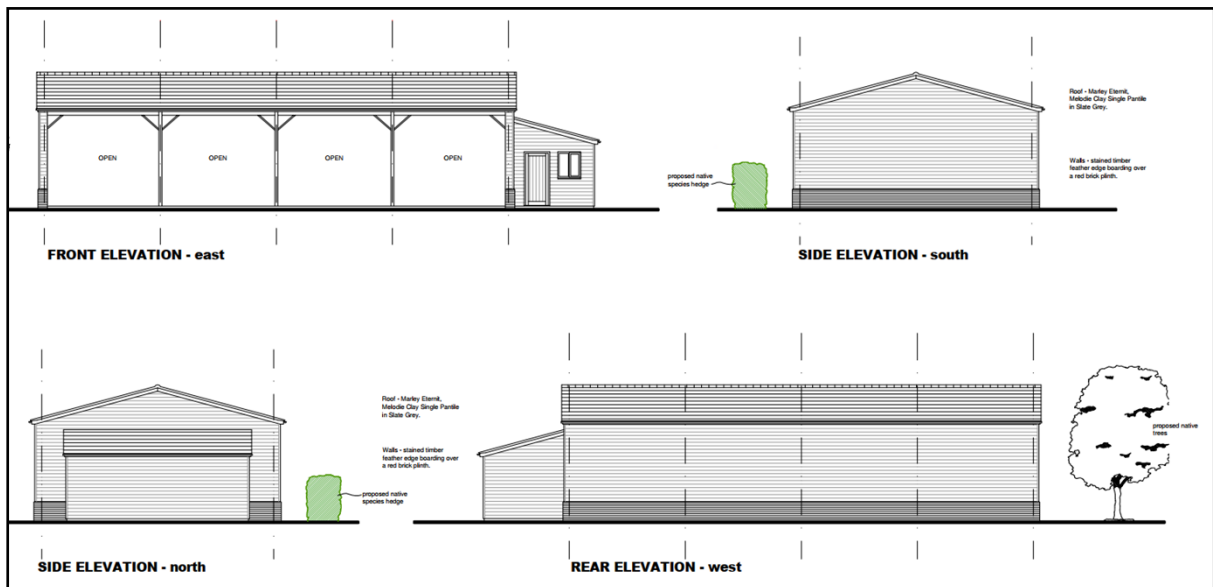 OPEN
OPEN
OPEN
OPEN
FRONT ELEVATION - east
proposed native
species hedge
Roof - Marley Eternit,
Melodie Clay Single Pantile
in Slate Grey.
Walls - stained timber
feather edge boarding over
a red brick plinth.
SIDE ELEVATION - south
Roof - Marley Eternit,
Melodie Clay Single Pantile
in Slate Grey.
Walls - stained timber
feather edge boarding over
a red brick plinth.
proposed native
species hedge
SIDE ELEVATION - north
proposed native
trees
REAR ELEVATION - west